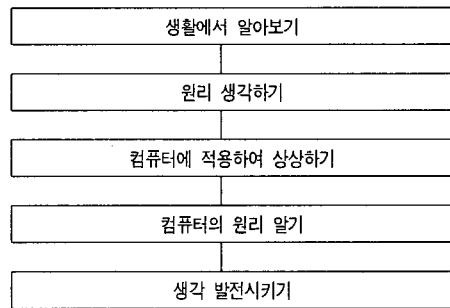 생활에서 알아보기
원리 생각하기
컴퓨터에 적용하여 상상하기
컴퓨터의 원리 알기
생각 발전시키기